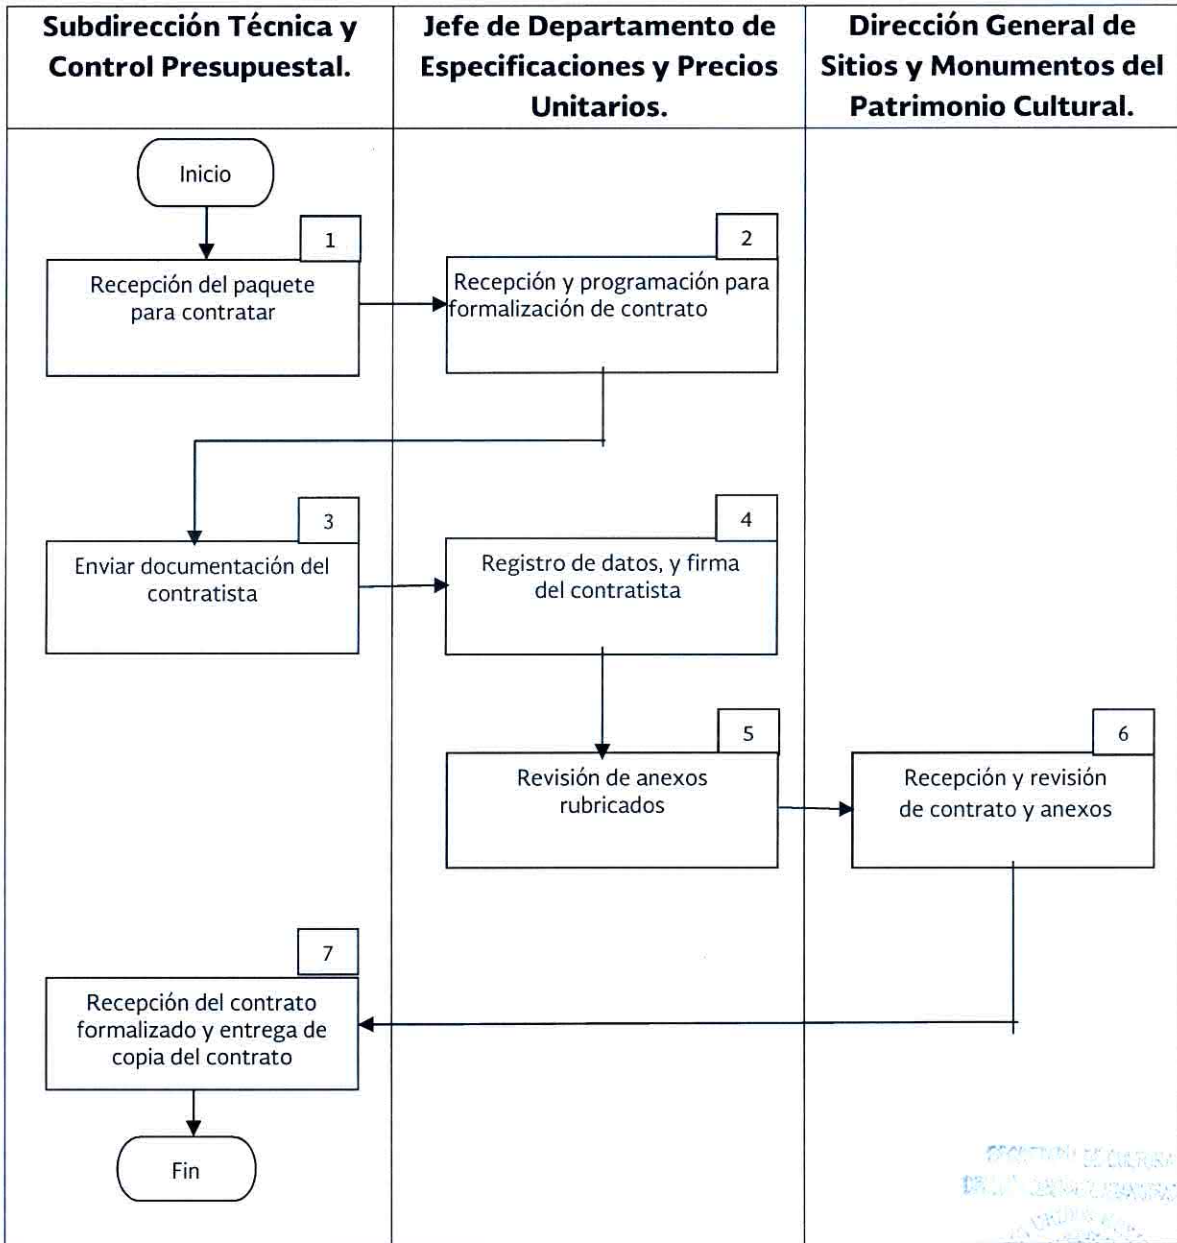 Subdirección Técnica y
Control Presupuestal.
Jefe de Departamento de
Especificaciones y Precios
Unitarios.
Dirección General de
Sitios y Monumentos del
Patrimonio Cultural.
Inicio
1
Recepción del paquete
para contratar
2
Recepción y programación para
formalización de contrato
3
Enviar documentación del
contratista
4
Registro de datos, y firma
del contratista
5
Revisión de anexos
rubricados
6
Recepción y revisión
de contrato y anexos
7
Recepción del contrato
formalizado y entrega de
copia del contrato
Fin
DE CULTURA